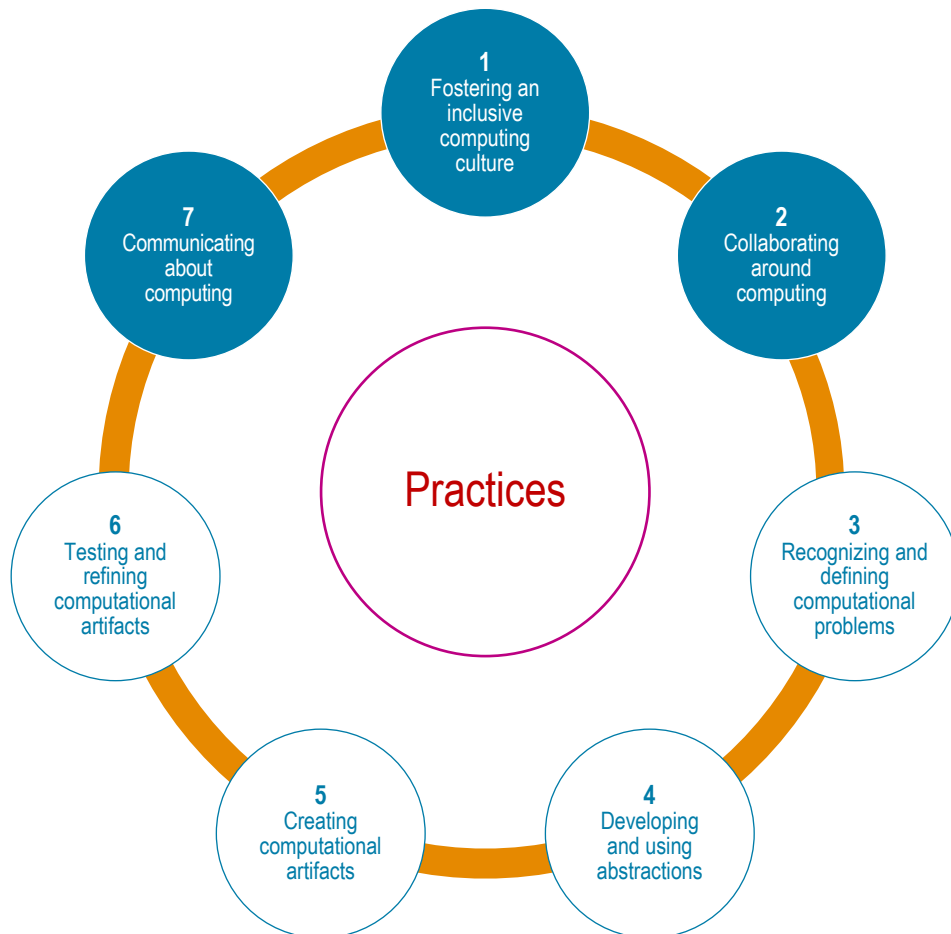 1
Fostering an
inclusive
computing
culture
2
Collaborating
around
computing
3
Recognizing and
defining
computational
problems
4
Developing
and using
abstractions
5
Creating
computational
artifacts
6
Testing and
refining
computational
artifacts
7
Communicating
about
computing
Practices